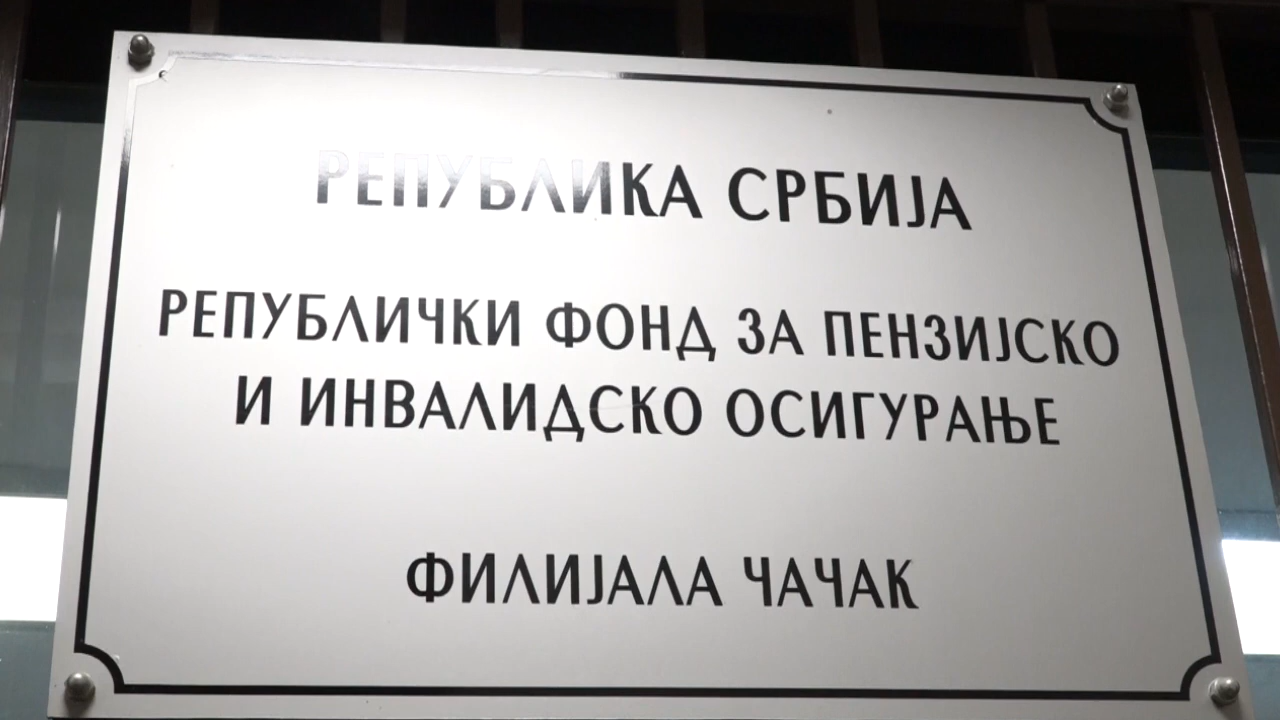 РЕПУБЛИКА СРБИЈА
РЕПУБЛИЧКИ ФОНД ЗА ПЕНЗИЈСКО
И ИНВАЛИДСКО ОСИГУРАЊЕ
ФИЛИЈАЛА ЧАЧАК